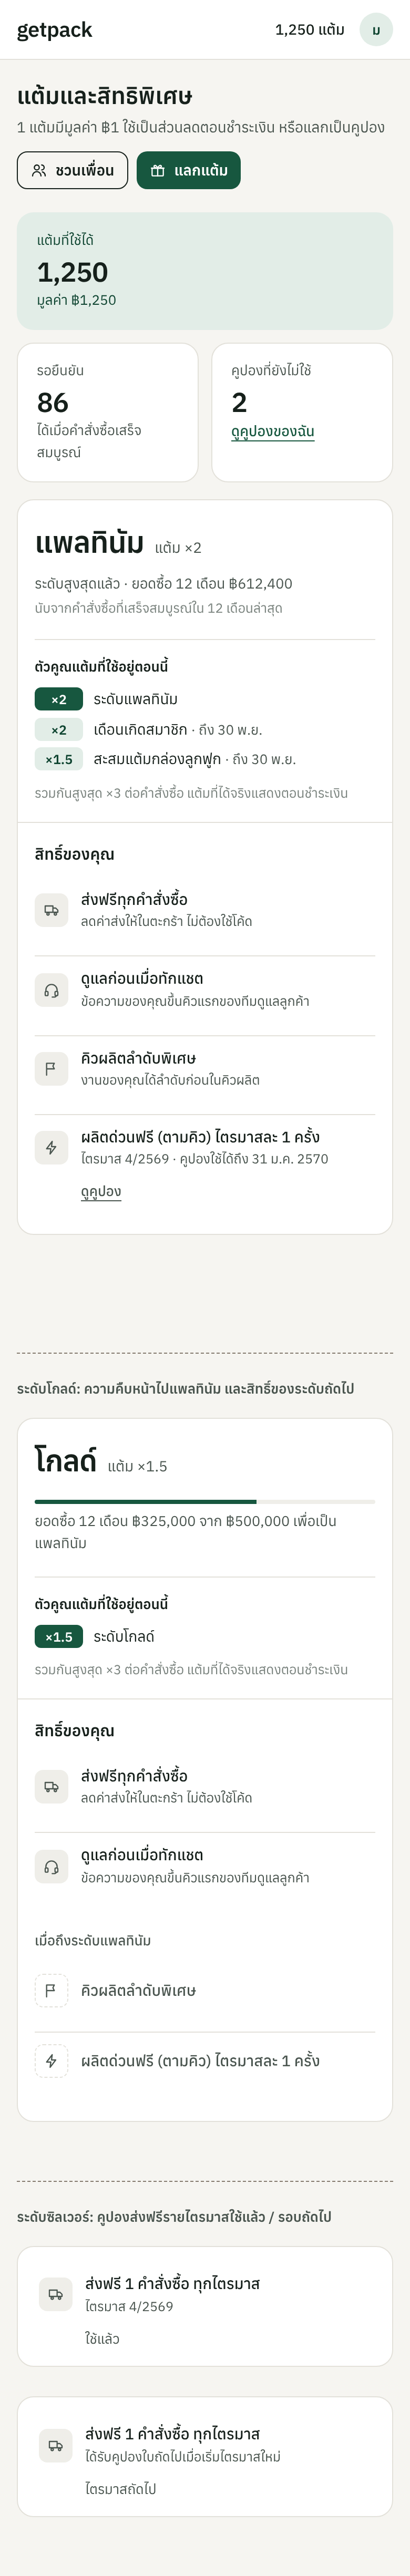 getpack
1,250 แต้ม
ม
แต้มและสิทธิพิเศษ
1 แต้มมีมูลค่า ฿1 ใช้เป็นส่วนลดตอนชำระเงิน หรือแลกเป็นคูปอง
ชวนเพื่อน
แลกแต้ม
แต้มที่ใช้ได้
1,250
มูลค่า ฿1,250
รอยืนยัน
86
ได้เมื่อคำสั่งซื้อเสร็จ
สมบูรณ์
คูปองที่ยังไม่ใช้
2
ดูคูปองของฉัน
แพลทินัม แต้ม ×2
ระดับสูงสุดแล้ว · ยอดซื้อ 12 เดือน ฿612,400
นับจากคำสั่งซื้อที่เสร็จสมบูรณ์ใน 12 เดือนล่าสุด
ตัวคูณแต้มที่ใช้อยู่ตอนนี้
×2 ระดับแพลทินัม
×2 เดือนเกิดสมาชิก · ถึง 30 พ.ย.
×1.5 สะสมแต้มกล่องลูกฟูก · ถึง 30 พ.ย.
รวมกันสูงสุด ×3 ต่อคำสั่งซื้อ แต้มที่ได้จริงแสดงตอนชำระเงิน
สิทธิ์ของคุณ
ส่งฟรีทุกคำสั่งซื้อ
ลดค่าส่งให้ในตะกร้า ไม่ต้องใช้โค้ด
ดูแลก่อนเมื่อทักแชต
ข้อความของคุณขึ้นคิวแรกของทีมดูแลลูกค้า
คิวผลิตลำดับพิเศษ
งานของคุณได้ลำดับก่อนในคิวผลิต
ผลิตด่วนฟรี (ตามคิว) ไตรมาสละ 1 ครั้ง
ไตรมาส 4/2569 · คูปองใช้ได้ถึง 31 ม.ค. 2570
ดูคูปอง
ระดับโกลด์: ความคืบหน้าไปแพลทินัม และสิทธิ์ของระดับถัดไป
โกลด์ แต้ม ×1.5
ยอดซื้อ 12 เดือน ฿325,000 จาก ฿500,000 เพื่อเป็น
แพลทินัม
ตัวคูณแต้มที่ใช้อยู่ตอนนี้
×1.5 ระดับโกลด์
รวมกันสูงสุด ×3 ต่อคำสั่งซื้อ แต้มที่ได้จริงแสดงตอนชำระเงิน
สิทธิ์ของคุณ
ส่งฟรีทุกคำสั่งซื้อ
ลดค่าส่งให้ในตะกร้า ไม่ต้องใช้โค้ด
ดูแลก่อนเมื่อทักแชต
ข้อความของคุณขึ้นคิวแรกของทีมดูแลลูกค้า
เมื่อถึงระดับแพลทินัม
คิวผลิตลำดับพิเศษ
ผลิตด่วนฟรี (ตามคิว) ไตรมาสละ 1 ครั้ง
ระดับซิลเวอร์: คูปองส่งฟรีรายไตรมาสใช้แล้ว / รอบถัดไป
ส่งฟรี 1 คำสั่งซื้อ ทุกไตรมาส
ไตรมาส 4/2569
ใช้แล้ว
ส่งฟรี 1 คำสั่งซื้อ ทุกไตรมาส
ได้รับคูปองใบถัดไปเมื่อเริ่มไตรมาสใหม่
ไตรมาสถัดไป